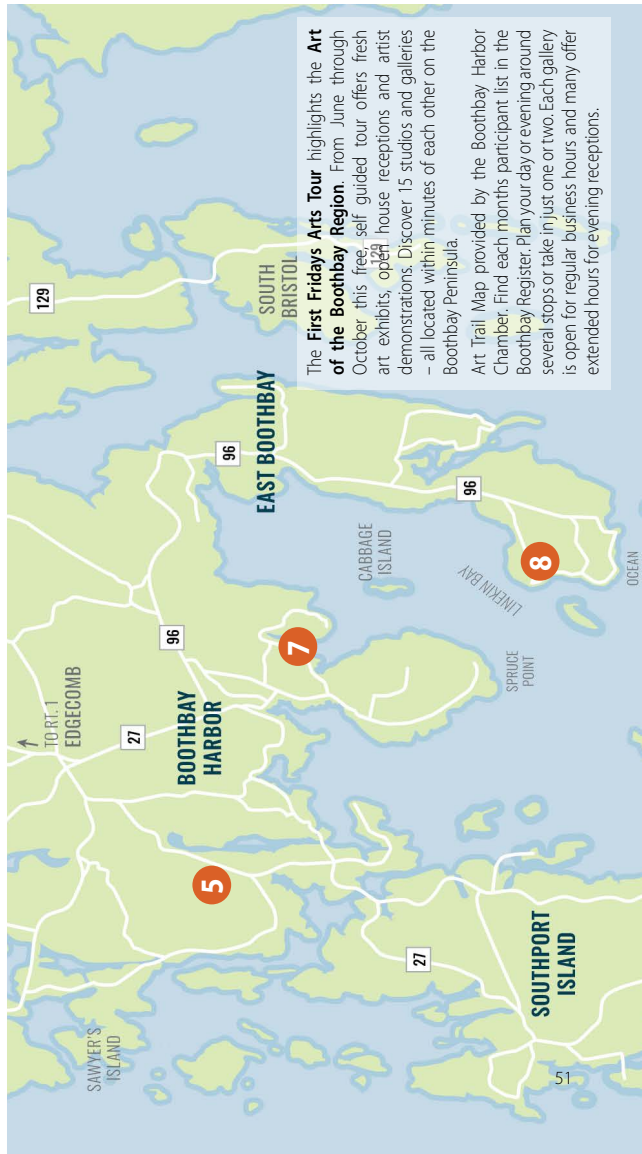 TO RT. 1
EDGECOMB
129
SAWYER'S
ISLAND
27
96
BOOTHBAY
HARBOR
5
96
EAST BOOTHBAY
SOUTH
BRISTOL
129
7
CABBAGE
ISLAND
27
96
LINEKIN BAY
8
SPRUCE
POINT
OCEAN
SOUTHPORT
ISLAND
The First Fridays Arts Tour highlights the Art
of the Boothbay Region. From June through
October this free, self guided tour offers fresh
art exhibits, open house receptions and artist
demonstrations. Discover 15 studios and galleries
– all located within minutes of each other on the
Boothbay Peninsula.
Art Trail Map provided by the Boothbay Harbor
Chamber. Find each months participant list in the
Boothbay Register. Plan your day or evening around
several stops or take in just one or two. Each gallery
is open for regular business hours and many offer
extended hours for evening receptions.
51